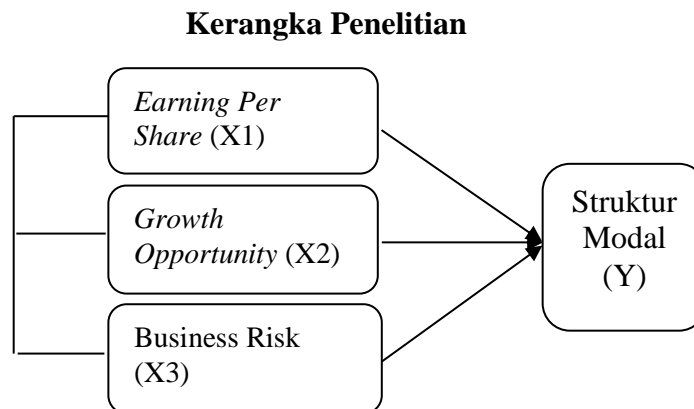 Kerangka Penelitian
Earning Per
Share (X1)
Growth
Opportunity (X2)
Business Risk
(X3)
Struktur
Modal
(Y)